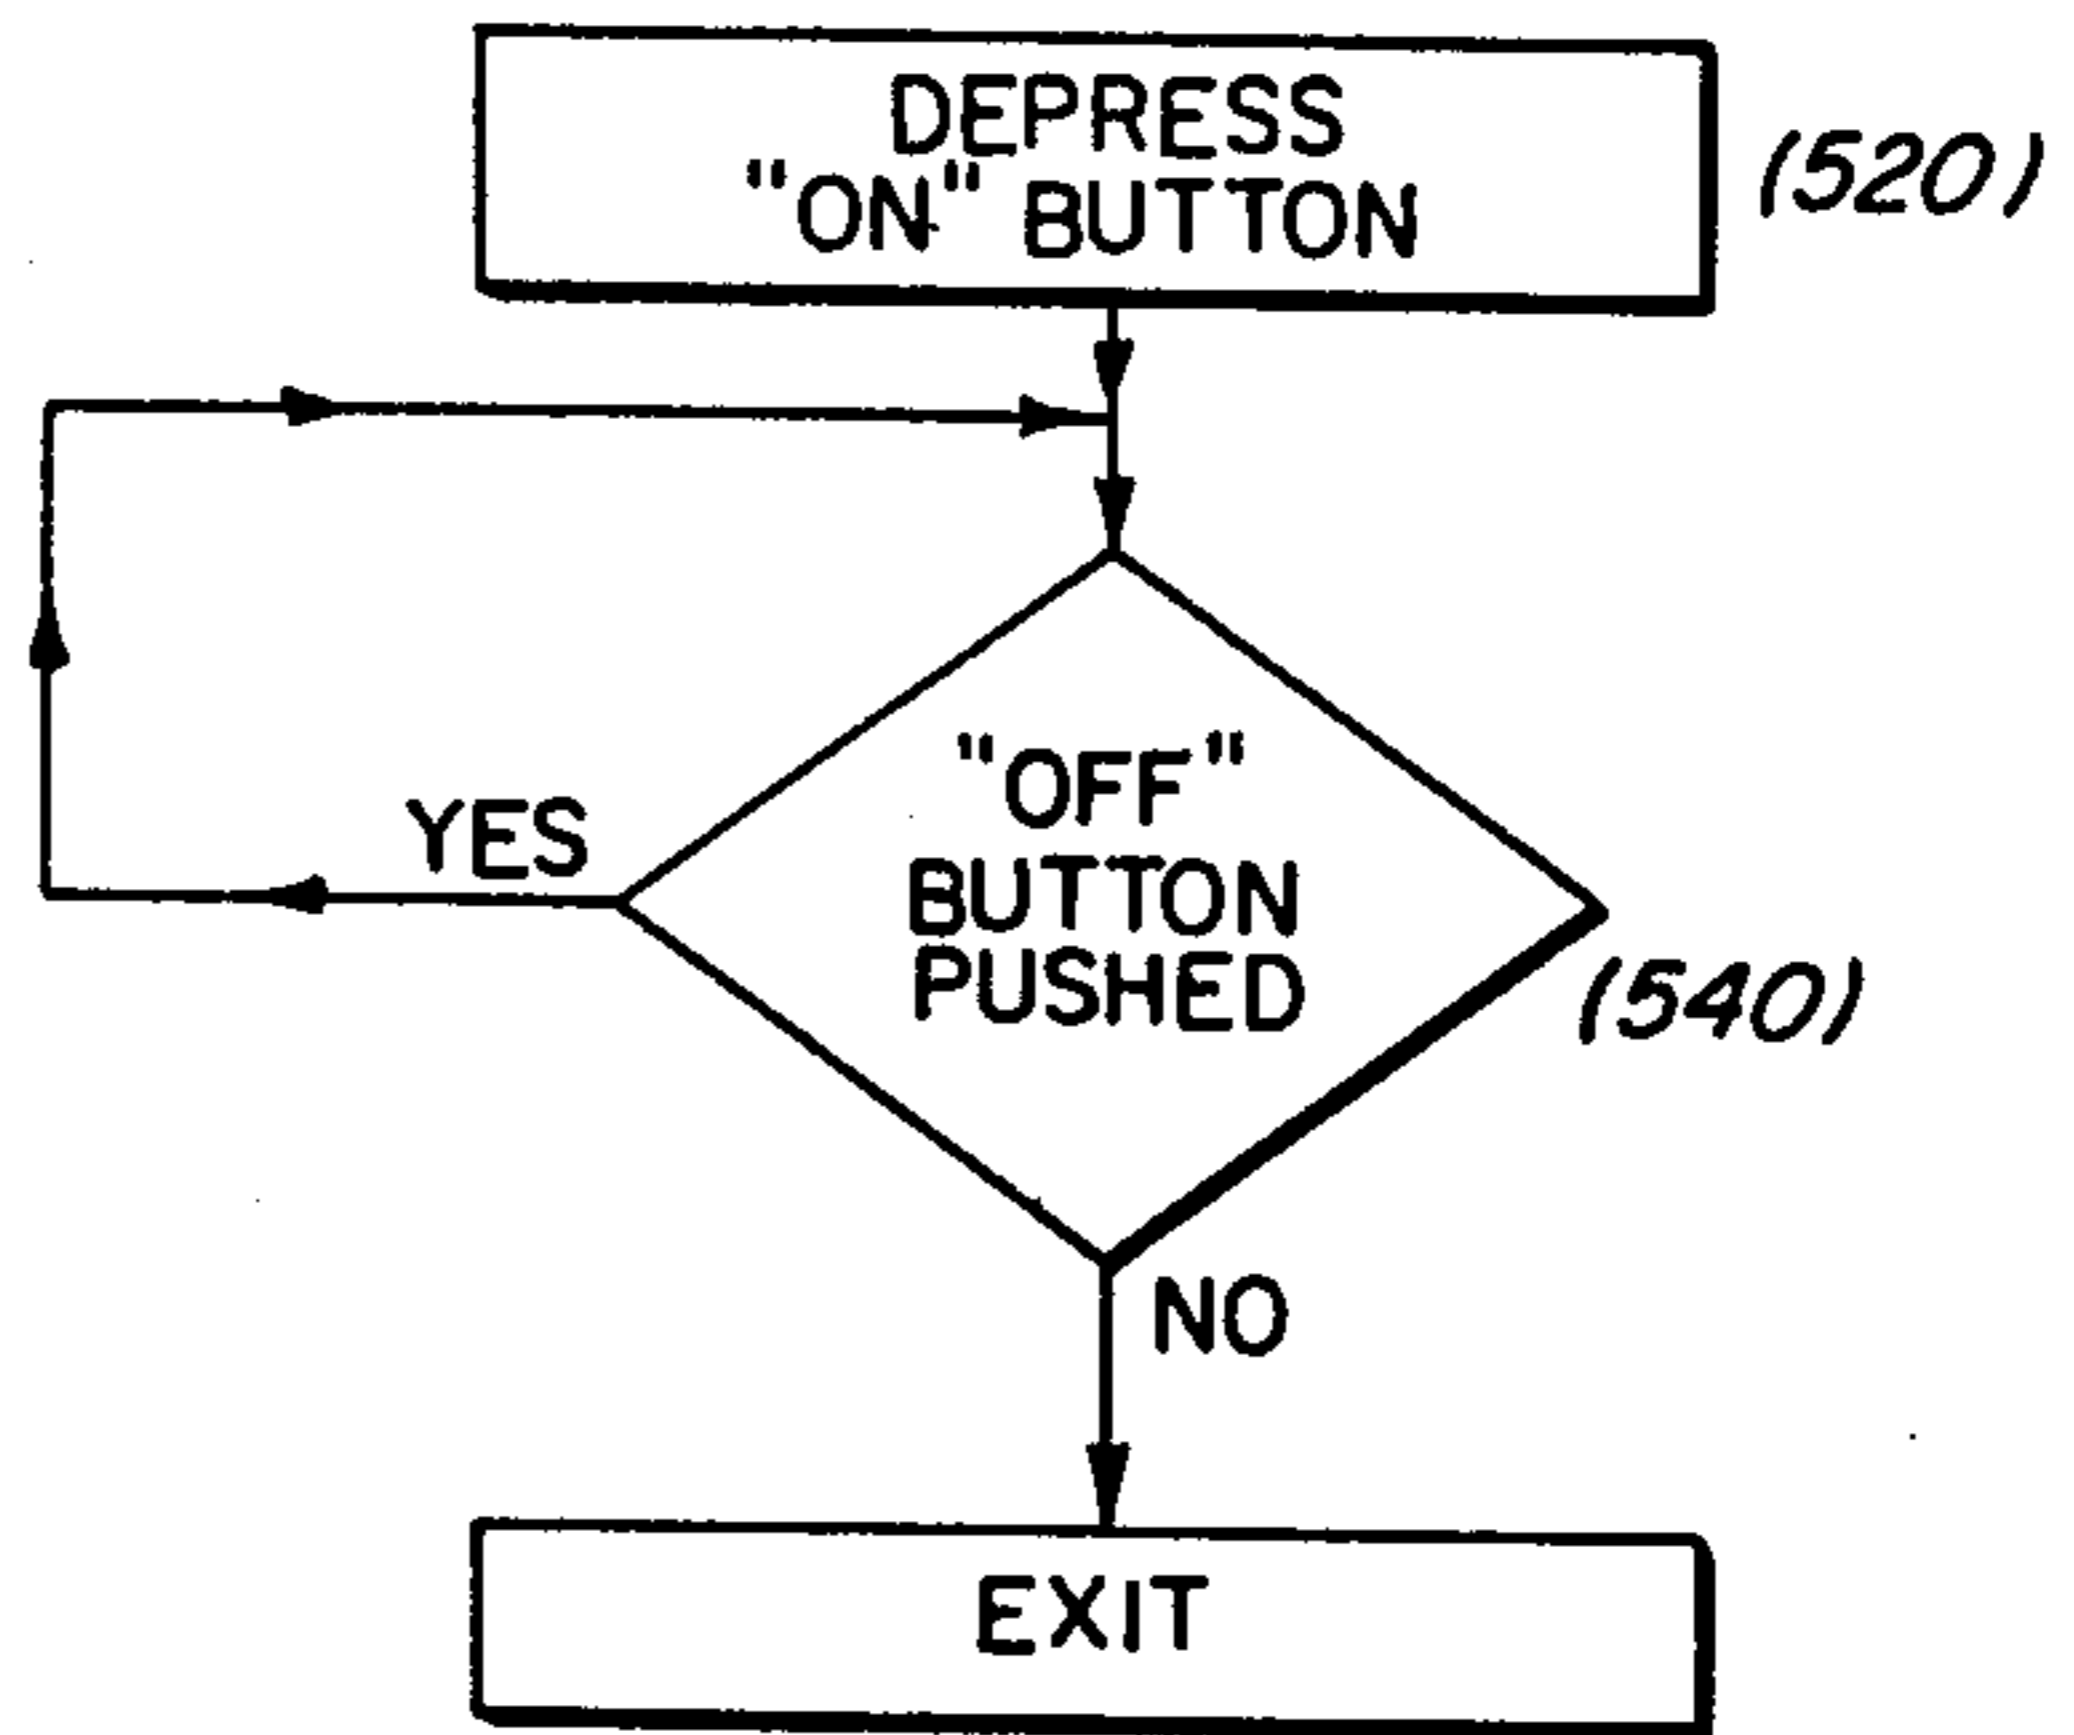 DEPRESS
"ON" BUTTON
(520)
YES
"OFF"
BUTTON
PUSHED
(540)
NO
EXIT